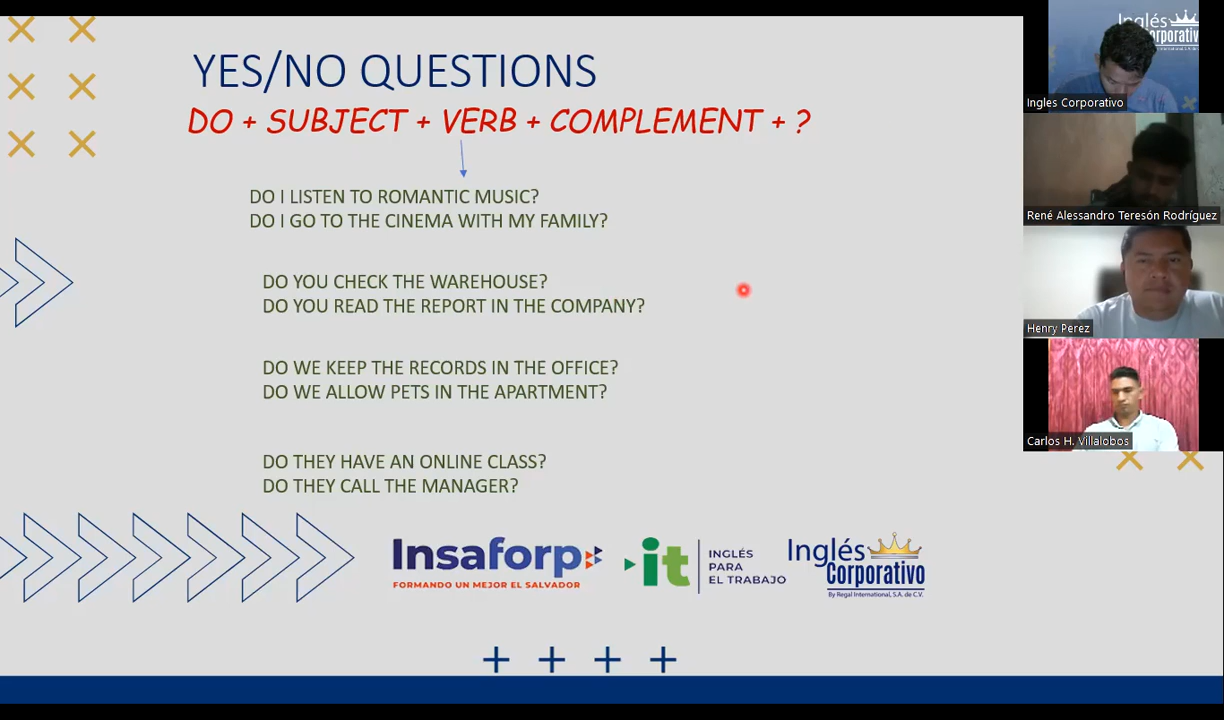 YES/NO QUESTIONS
DO + SUBJECT + VERB + COMPLEMENT + ?
DO I LISTEN TO ROMANTIC MUSIC?
DO I GO TO THE CINEMA WITH MY FAMILY?
DO YOU CHECK THE WAREHOUSE?
DO YOU READ THE REPORT IN THE COMPANY?
DO WE KEEP THE RECORDS IN THE OFFICE?
DO WE ALLOW PETS IN THE APARTMENT?
DO THEY HAVE AN ONLINE CLASS?
DO THEY CALL THE MANAGER?
Insaforp
FORMANDO UN MEJOR EL SALVADOR
it
INGLÉS
PARA
EL TRABAJO
Inglés
Corporativo
By Regal International, S.A. de C.V.
Inglés
Ingles Corporativo
René Alessandro Teresón Rodríguez
Henry Perez
Carlos H. Villalobos